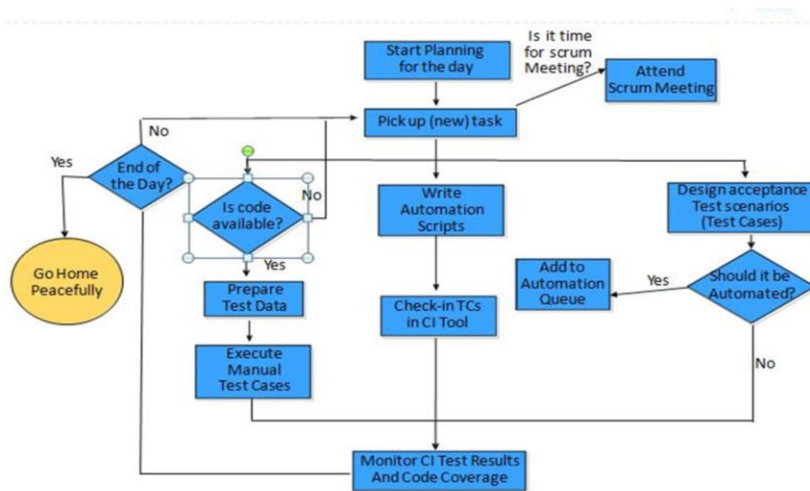 Is it time
for scrum
Meeting?
Start Planning
for the day
Attend
Scrum Meeting
Pick up (new) task
No
Yes
End of
the Day?
Is code
available?
No
Write
Automation
Scripts
Design acceptance
Test scenarios
(Test Cases)
Go Home
Peacefully
Yes
Prepare
Test Data
Add to
Automation
Queue
Yes
Should it be
Automated?
Check-in TCs
in CI Tool
Execute
Manual
Test Cases
No
Monitor CI Test Results
And Code Coverage